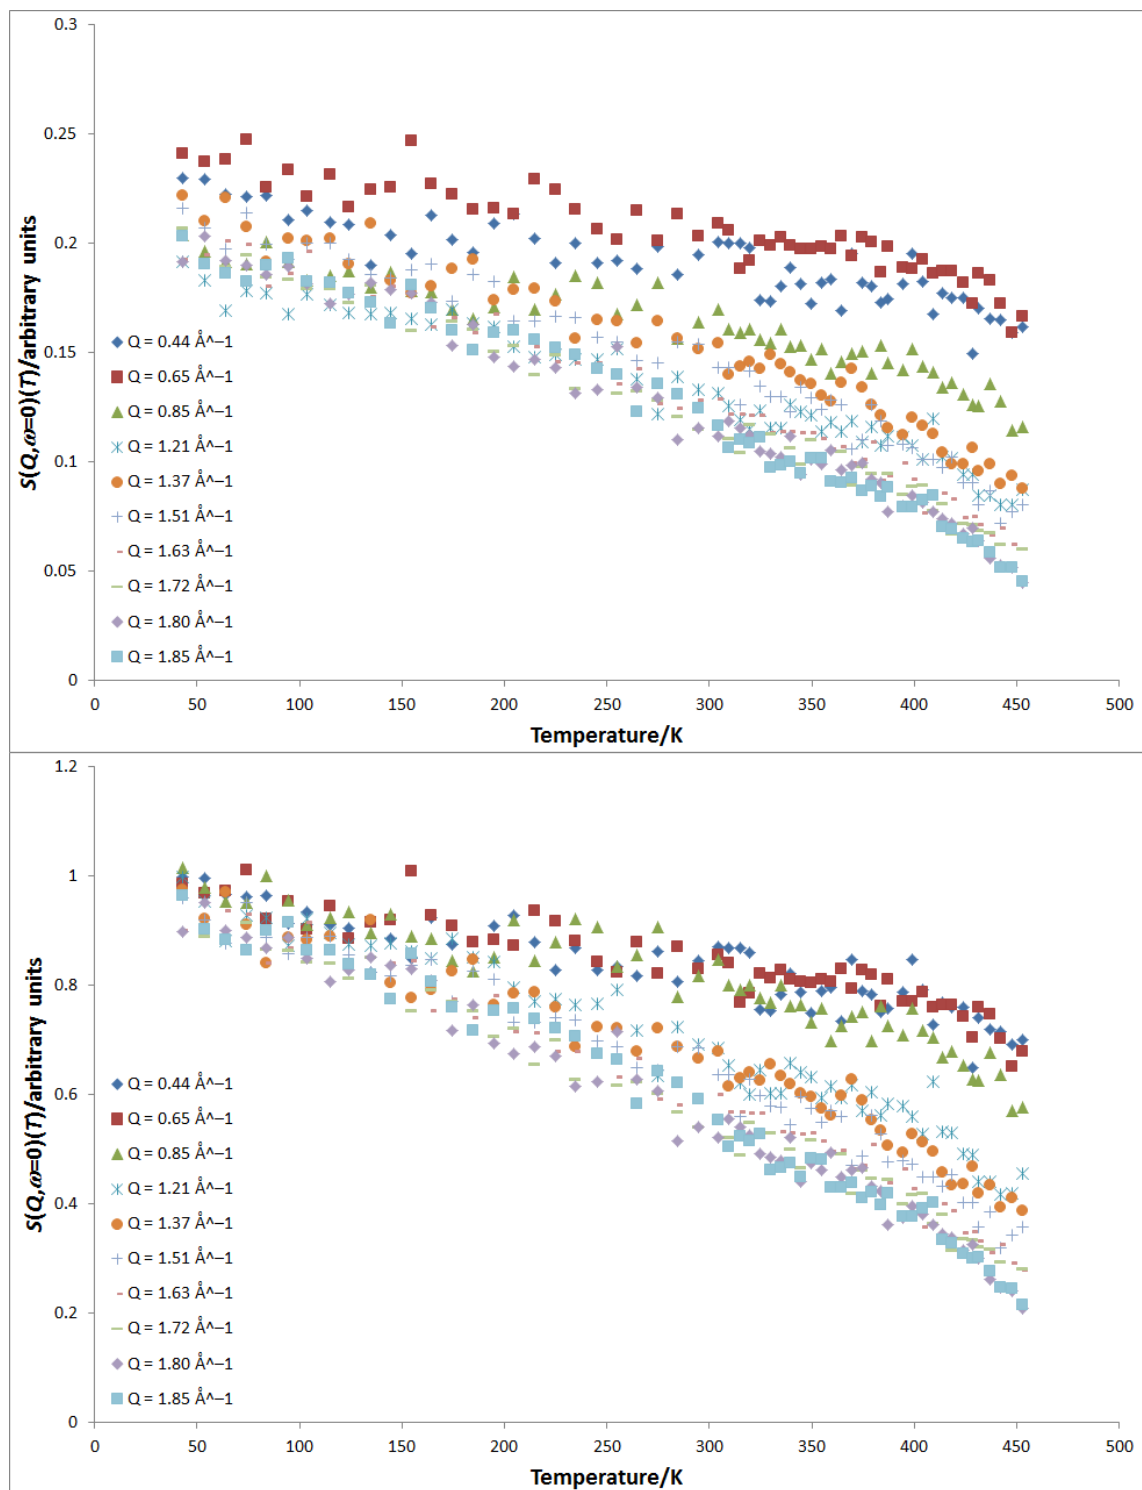 0.3
0.25
0.2
0.15
0.1
0.05
0
S(Q,ω=0)(T)/arbitrary units
Q = 0.44 Å^−1
Q = 0.65 Å^−1
Q = 0.85 Å^−1
Q = 1.21 Å^−1
Q = 1.37 Å^−1
Q = 1.51 Å^−1
Q = 1.63 Å^−1
Q = 1.72 Å^−1
Q = 1.80 Å^−1
Q = 1.85 Å^−1
0 50 100 150 200 250 300 350 400 450 500
Temperature/K
1.2
1
0.8
0.6
0.4
0.2
0
S(Q,ω=0)(T)/arbitrary units
Q = 0.44 Å^−1
Q = 0.65 Å^−1
Q = 0.85 Å^−1
Q = 1.21 Å^−1
Q = 1.37 Å^−1
Q = 1.51 Å^−1
Q = 1.63 Å^−1
Q = 1.72 Å^−1
Q = 1.80 Å^−1
Q = 1.85 Å^−1
0 50 100 150 200 250 300 350 400 450 500
Temperature/K